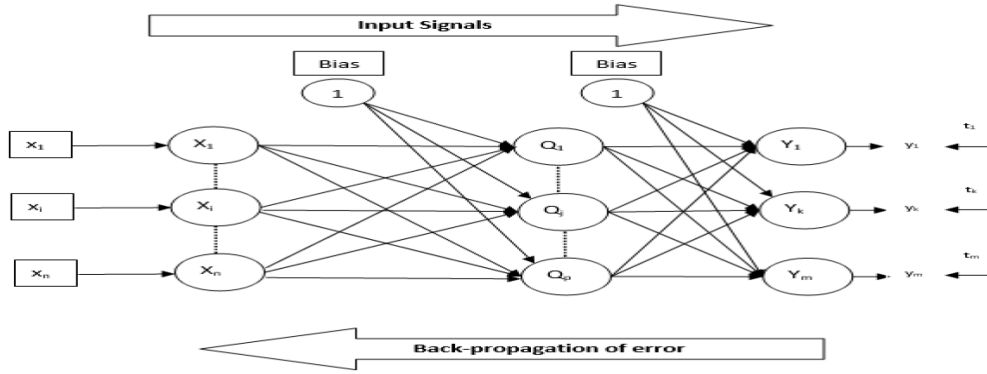 Input Signals
Bias Bias
1 1
x₁ X₁ Q₁ Y₁ y₁ t₁
xᵢ Xᵢ Qⱼ Yₖ yₖ tₖ
xₙ Xₙ Qₚ Yₘ yₘ tₘ
Back-propagation of error